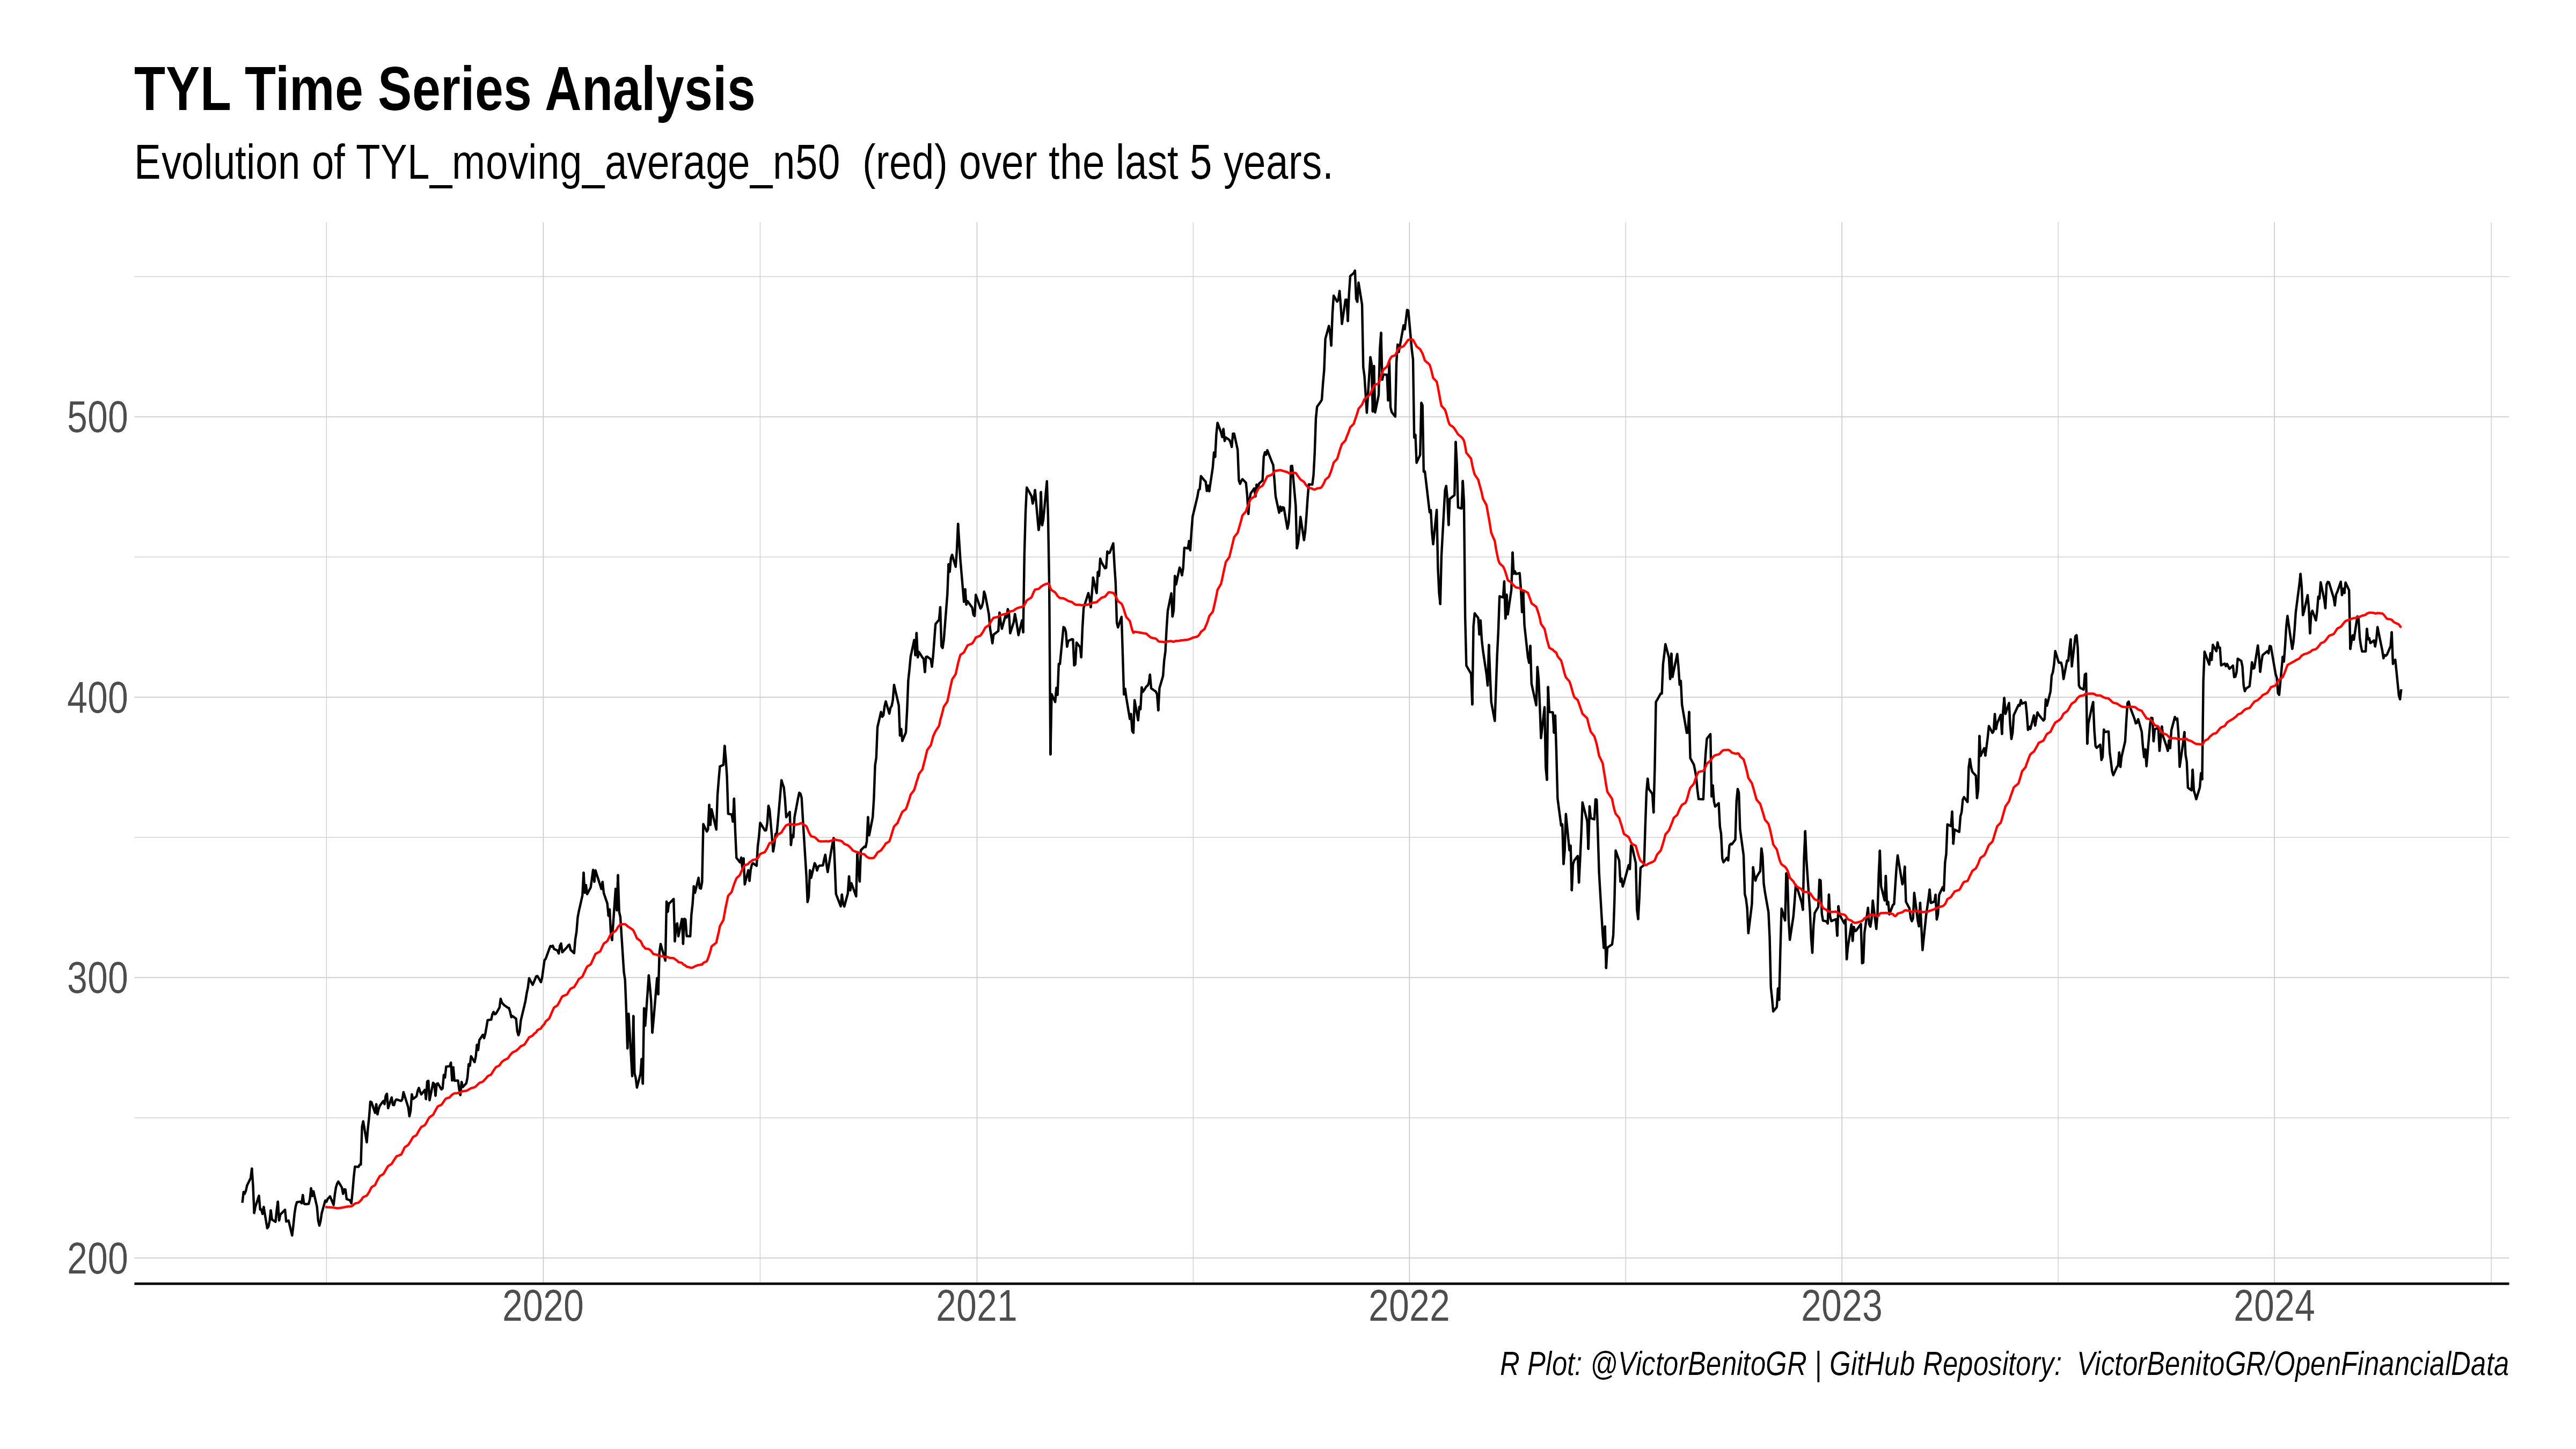 TYL Time Series Analysis
Evolution of TYL_moving_average_n50  (red) over the last 5 years.
500
400
300
200
2020 2021 2022 2023 2024
R Plot: @VictorBenitoGR | GitHub Repository:  VictorBenitoGR/OpenFinancialData